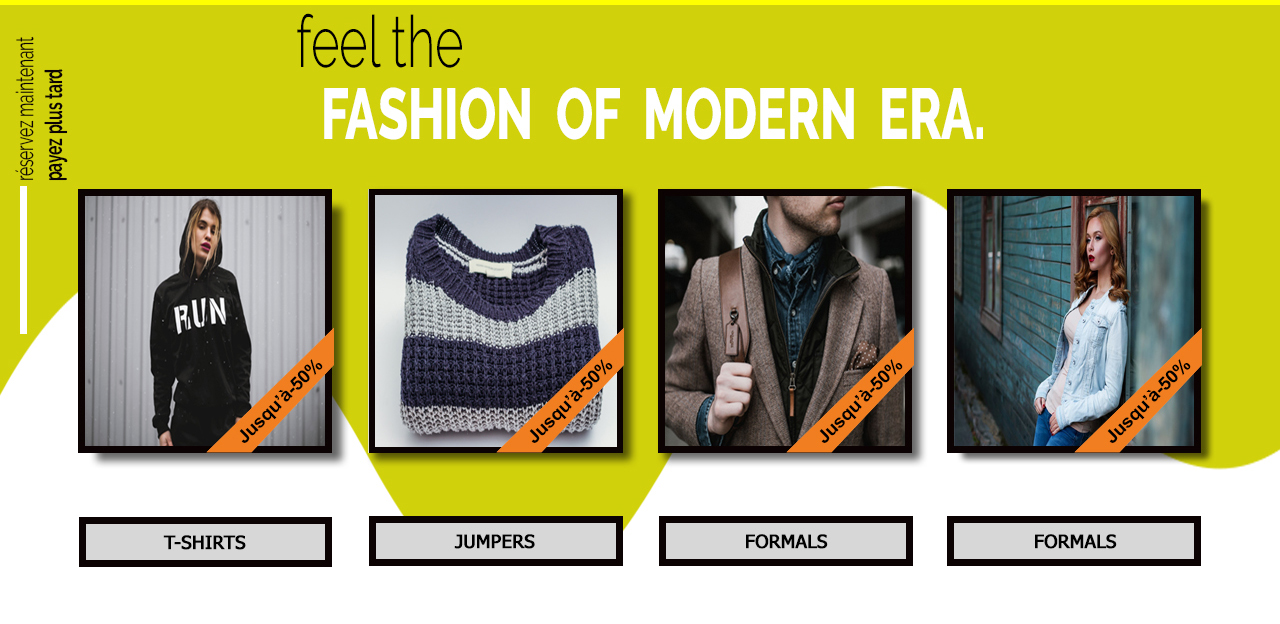 feel the
FASHION OF MODERN ERA.
réservez maintenant
payez plus tard
RUN
Jusqu'à-50%
Jusqu'à-50%
Jusqu'à-50%
Jusqu'à-50%
T-SHIRTS
JUMPERS
FORMALS
FORMALS